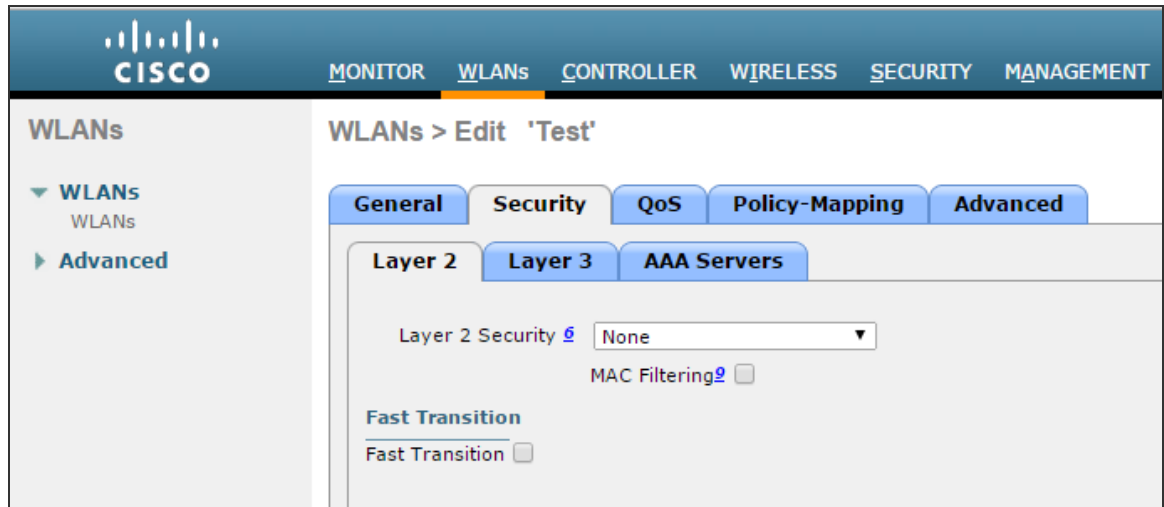 CISCO
MONITOR WLANs CONTROLLER WIRELESS SECURITY MANAGEMENT
WLANs
WLANs > Edit 'Test'
WLANs
WLANs
Advanced
General Security QoS Policy-Mapping Advanced
Layer 2 Layer 3 AAA Servers
Layer 2 Security 6 None
MAC Filtering9
Fast Transition
Fast Transition